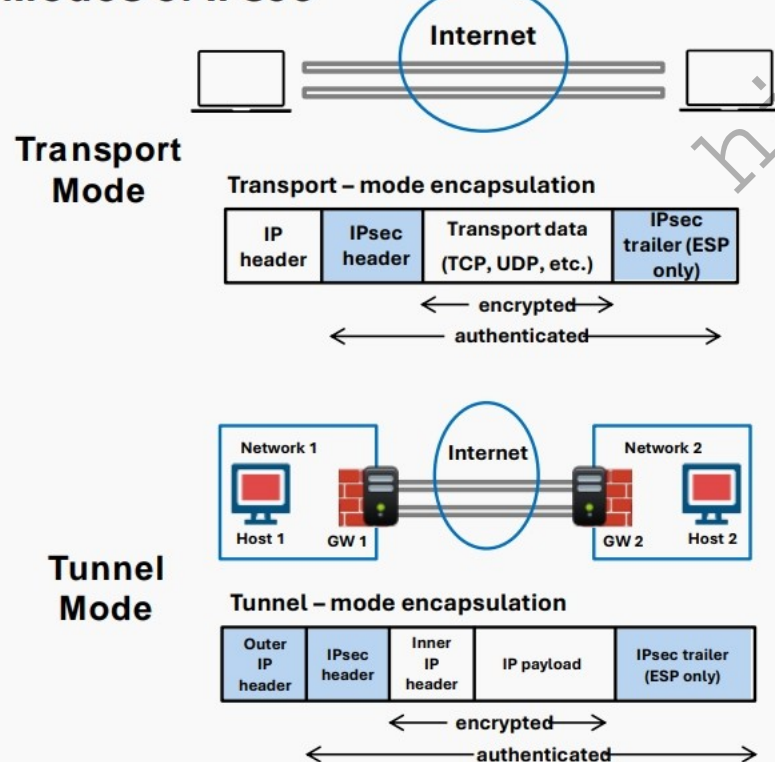 Internet
Transport
Mode
Transport – mode encapsulation
IP
header
IPsec
header
Transport data
(TCP, UDP, etc.)
IPsec
trailer (ESP
only)
encrypted
authenticated
Network 1
Host 1
GW 1
Internet
Network 2
GW 2
Host 2
Tunnel
Mode
Tunnel – mode encapsulation
Outer
IP
header
IPsec
header
Inner
IP
header
IP payload
IPsec trailer
(ESP only)
encrypted
authenticated